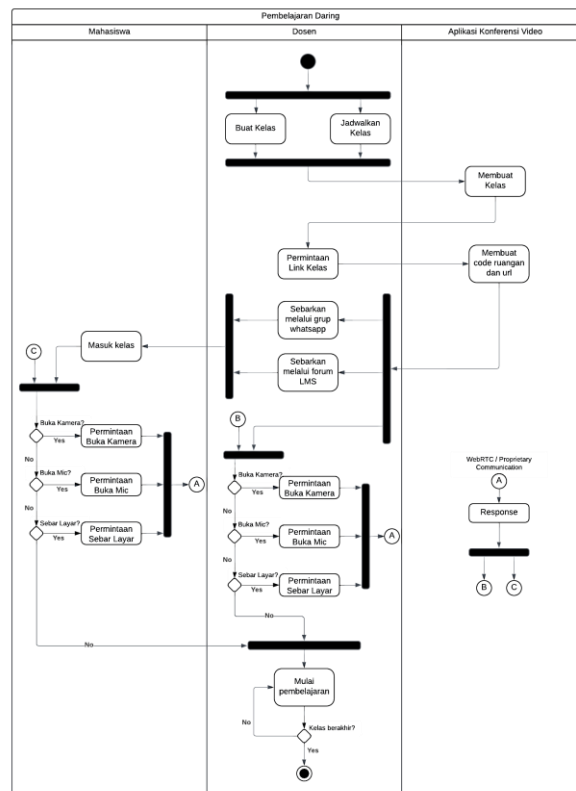 Pembelajaran Daring
Mahasiswa
Dosen
Aplikasi Konferensi Video
Buat Kelas
Jadwalkan
Kelas
Membuat
Kelas
Permintaan
Link Kelas
Membuat
code ruangan
dan url
Sebarkan
melalui grup
whatsapp
Sebarkan
melalui forum
LMS
Masuk kelas
C
Buka Kamera?
Yes
Permintaan
Buka Kamera
No
Buka Mic?
Yes
Permintaan
Buka Mic
A
No
Sebar Layar?
Yes
Permintaan
Sebar Layar
No
B
Buka Kamera?
Yes
Permintaan
Buka Kamera
No
Buka Mic?
Yes
Permintaan
Buka Mic
A
No
Sebar Layar?
Yes
Permintaan
Sebar Layar
No
WebRTC / Proprietary
Communication
A
Response
B
C
Mulai
pembelajaran
No
Kelas berakhir?
Yes